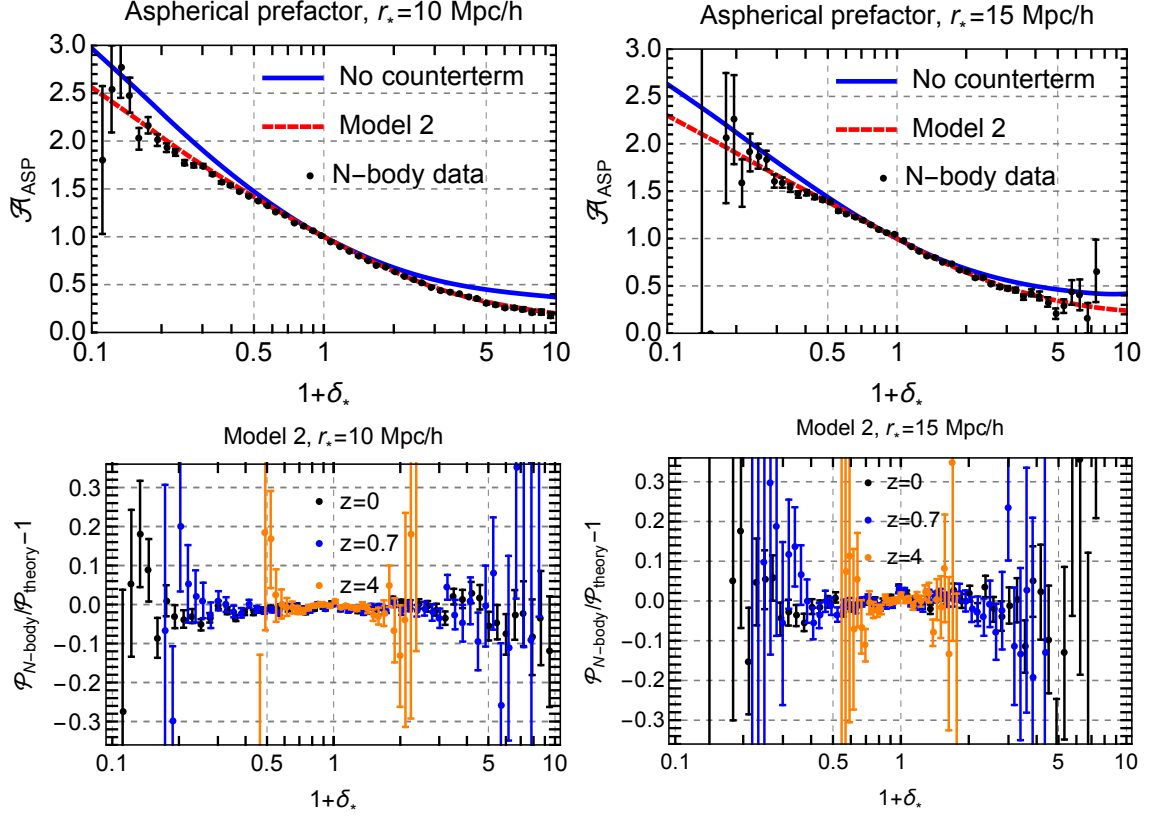 Aspherical prefactor, r*=10 Mpc/h
3.0
2.5
2.0
1.5
1.0
0.5
0.0
𝒜ASP
No counterterm
Model 2
N−body data
0.1
0.5
1
5
10
1+δ*
Aspherical prefactor, r*=15 Mpc/h
3.0
2.5
2.0
1.5
1.0
0.5
0.0
𝒜ASP
No counterterm
Model 2
N−body data
0.1
0.5
1
5
10
1+δ*
Model 2, r*=10 Mpc/h
0.3
0.2
0.1
0.0
−0.1
−0.2
−0.3
𝒫N−body/𝒫theory−1
z=0
z=0.7
z=4
0.1
0.5
1
5
10
1+δ*
Model 2, r*=15 Mpc/h
0.3
0.2
0.1
0.0
−0.1
−0.2
−0.3
𝒫N−body/𝒫theory−1
z=0
z=0.7
z=4
0.1
0.5
1
5
10
1+δ*